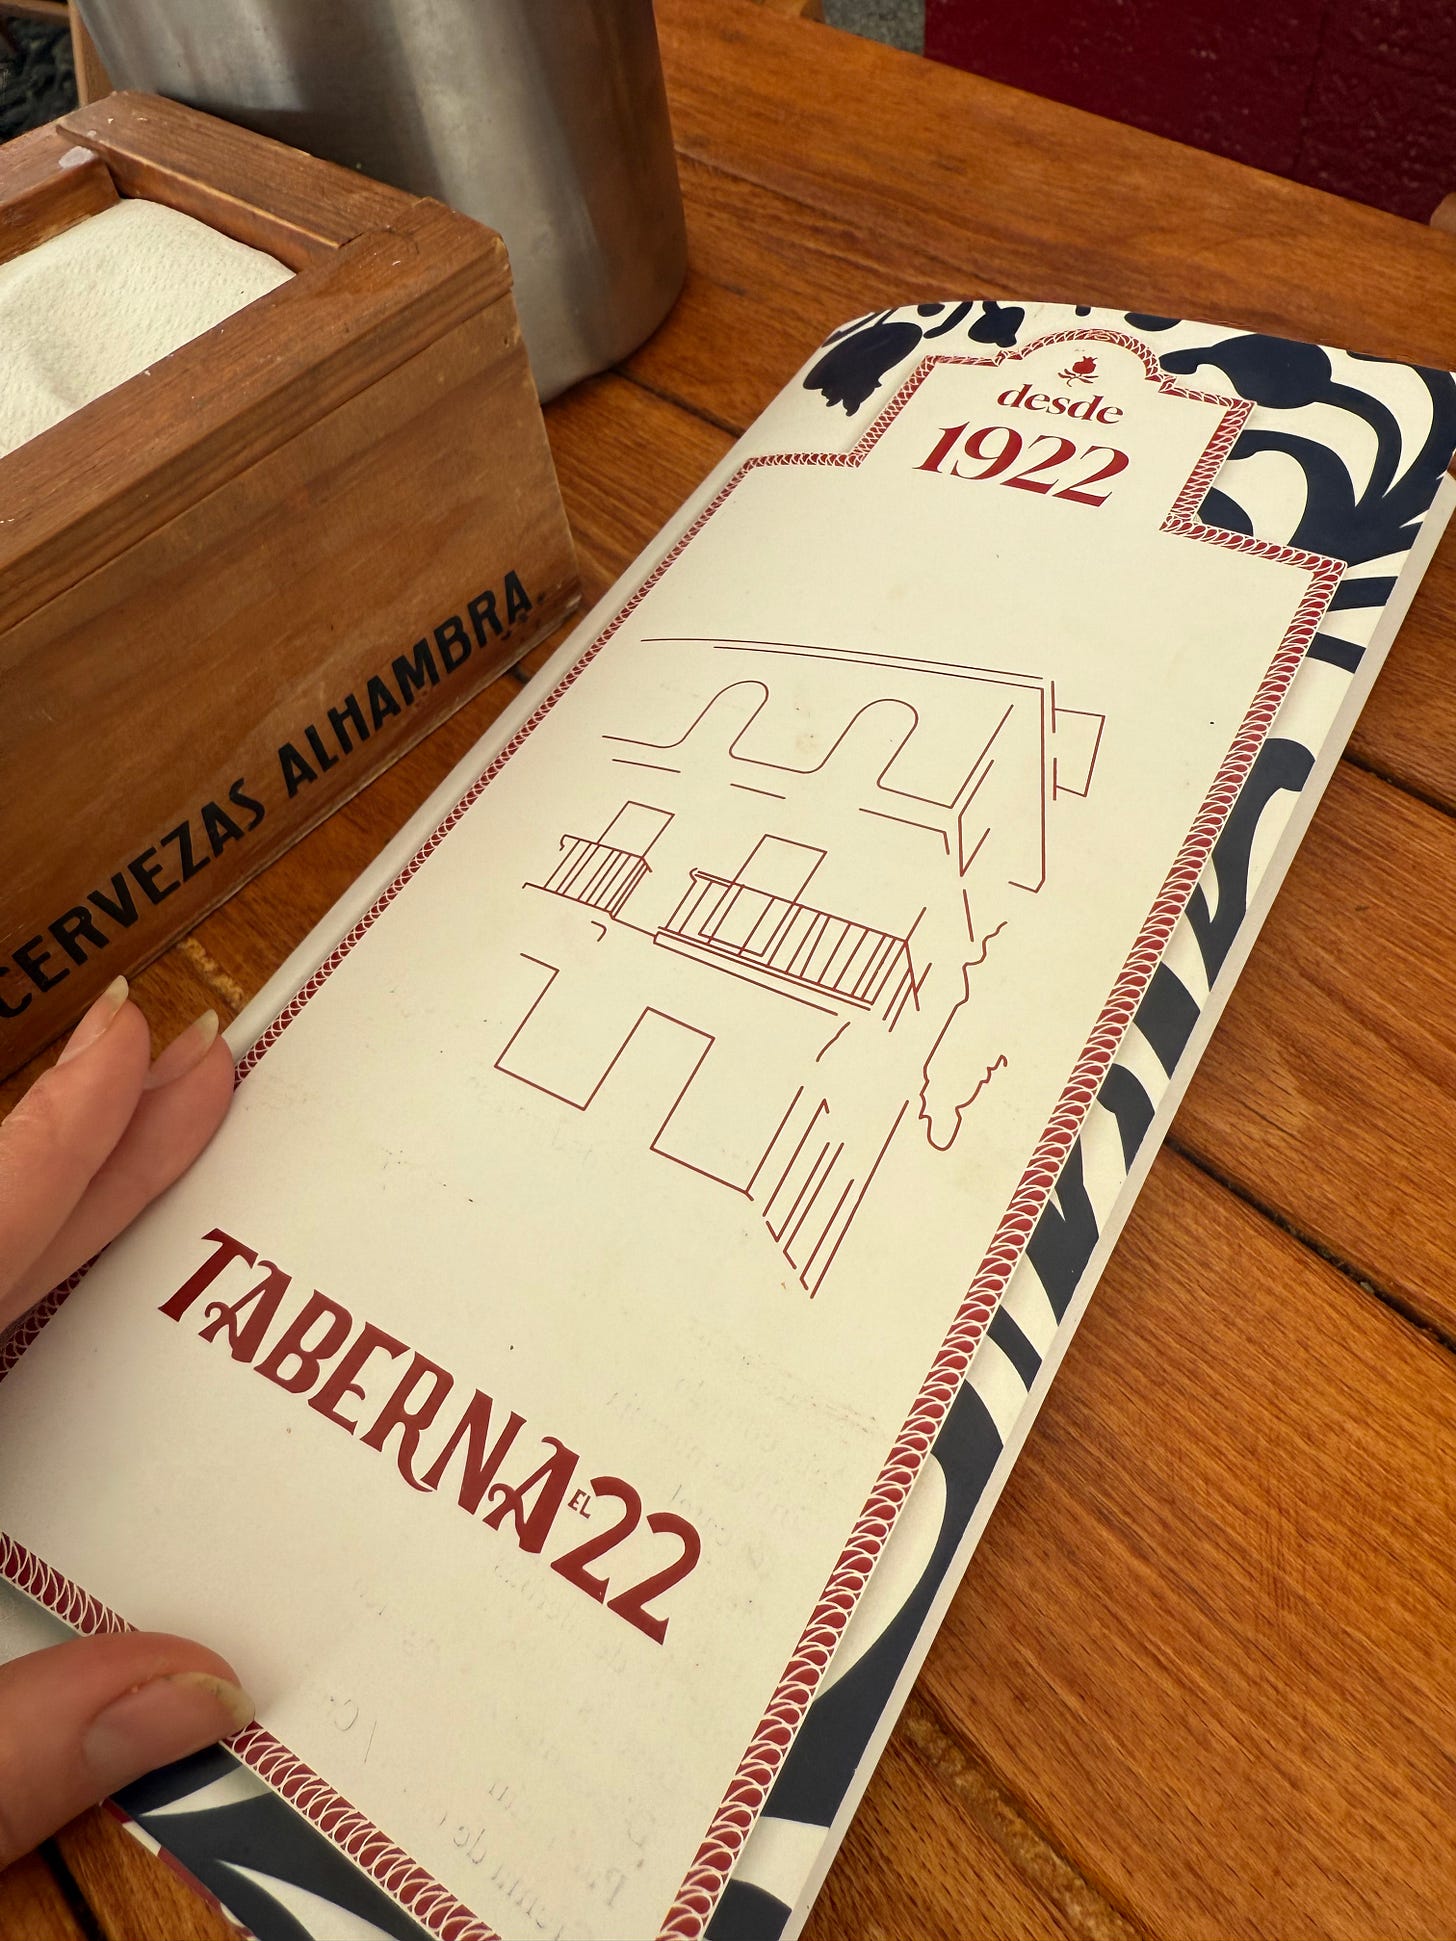 CERVEZAS ALHAMBRA
desde
1922
TABERNA EL 22